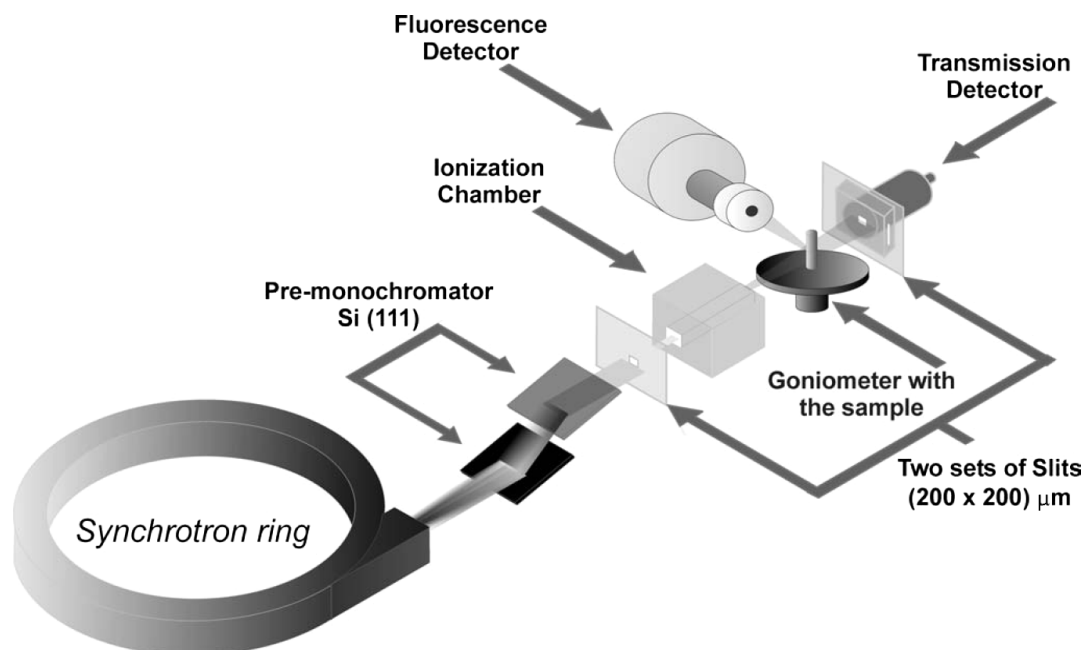 Fluorescence
Detector
Transmission
Detector
Ionization
Chamber
Pre-monochromator
Si (111)
Goniometer with
the sample
Two sets of Slits
(200 x 200) μm
Synchrotron ring